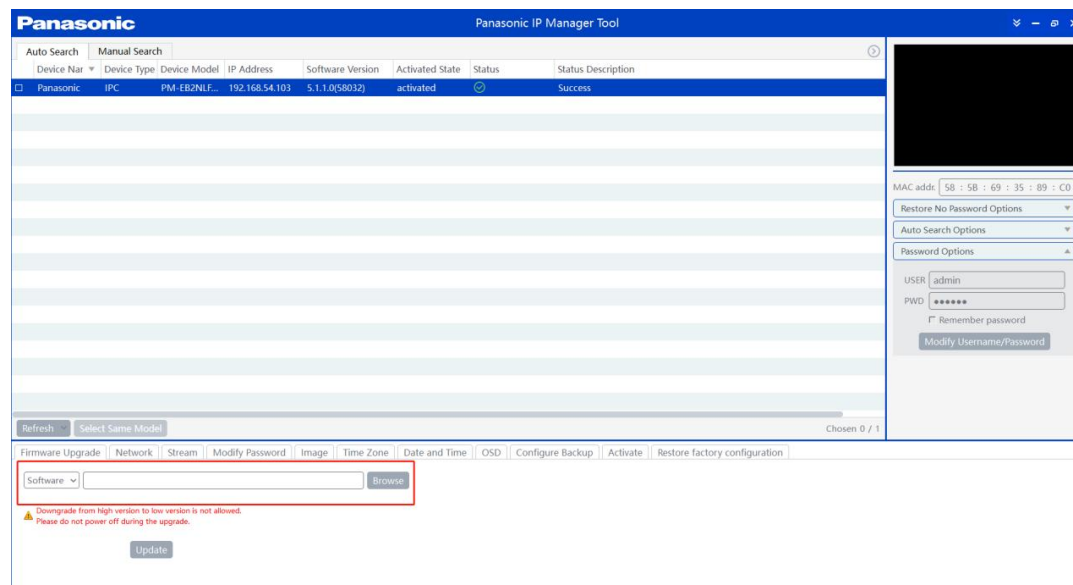 Panasonic
Panasonic IP Manager Tool
Auto Search Manual Search
Device Nar Device Type Device Model IP Address Software Version Activated State Status Status Description
Panasonic IPC PM-EB2NLF... 192.168.54.103 5.1.1.0(58032) activated Success
MAC addr. 58 : 5B : 69 : 35 : 89 : C0
Restore No Password Options
Auto Search Options
Password Options
USER admin
PWD ●●●●●●
Remember password
Modify Username/Password
Refresh Select Same Model Chosen 0 / 1
Firmware Upgrade Network Stream Modify Password Image Time Zone Date and Time OSD Configure Backup Activate Restore factory configuration
Software Browse
Downgrade from high version to low version is not allowed.
Please do not power off during the upgrade.
Update